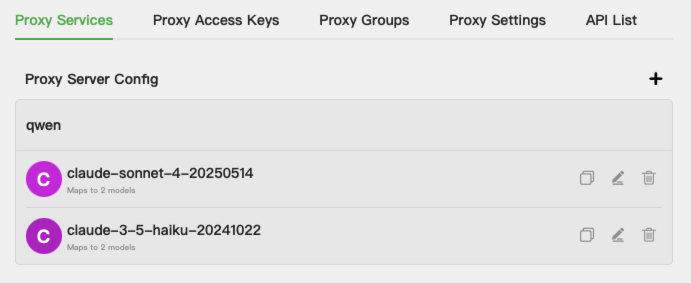 Proxy Services Proxy Access Keys Proxy Groups Proxy Settings API List
Proxy Server Config
qwen
C claude-sonnet-4-20250514
Maps to 2 models
C claude-3-5-haiku-20241022
Maps to 2 models